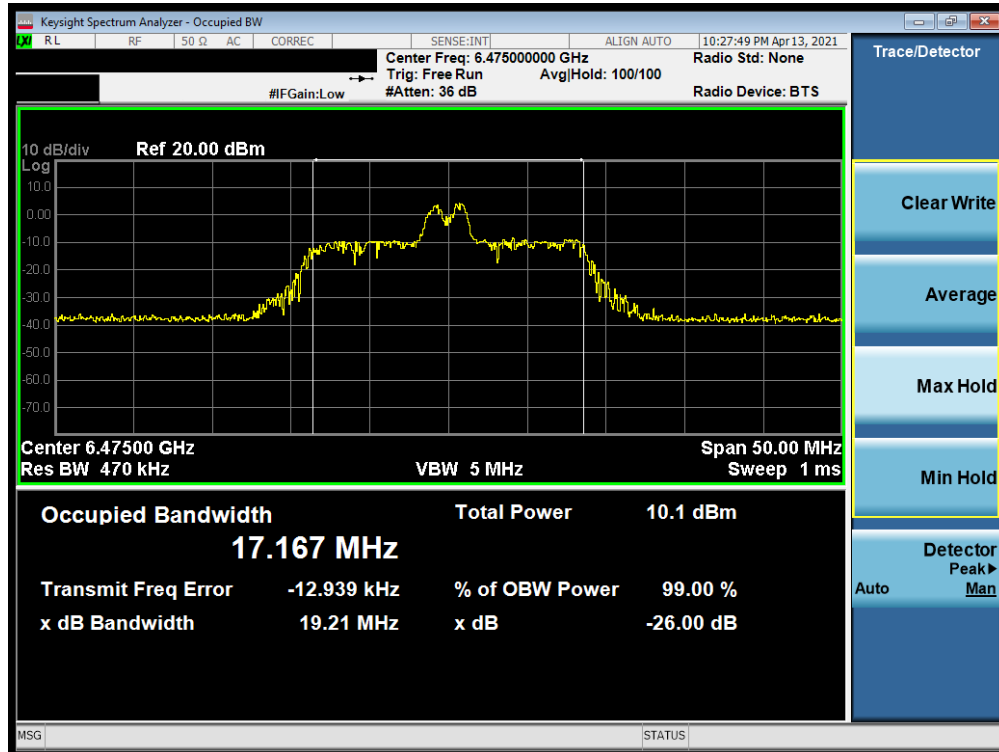 Keysight Spectrum Analyzer - Occupied BW
LXI RL RF 50 Ω AC CORREC SENSE:INT ALIGN AUTO 10:27:49 PM Apr 13, 2021
Center Freq: 6.475000000 GHz Radio Std: None
Trig: Free Run Avg|Hold: 100/100
#IFGain:Low #Atten: 36 dB Radio Device: BTS
10 dB/div Ref 20.00 dBm
Log
10.0
0.00
-10.0
-20.0
-30.0
-40.0
-50.0
-60.0
-70.0
Center 6.47500 GHz Span 50.00 MHz
Res BW 470 kHz VBW 5 MHz Sweep 1 ms
Occupied Bandwidth Total Power 10.1 dBm
17.167 MHz
Transmit Freq Error -12.939 kHz % of OBW Power 99.00 %
x dB Bandwidth 19.21 MHz x dB -26.00 dB
MSG STATUS
Trace/Detector
Clear Write
Average
Max Hold
Min Hold
Detector
Peak▶
Auto Man